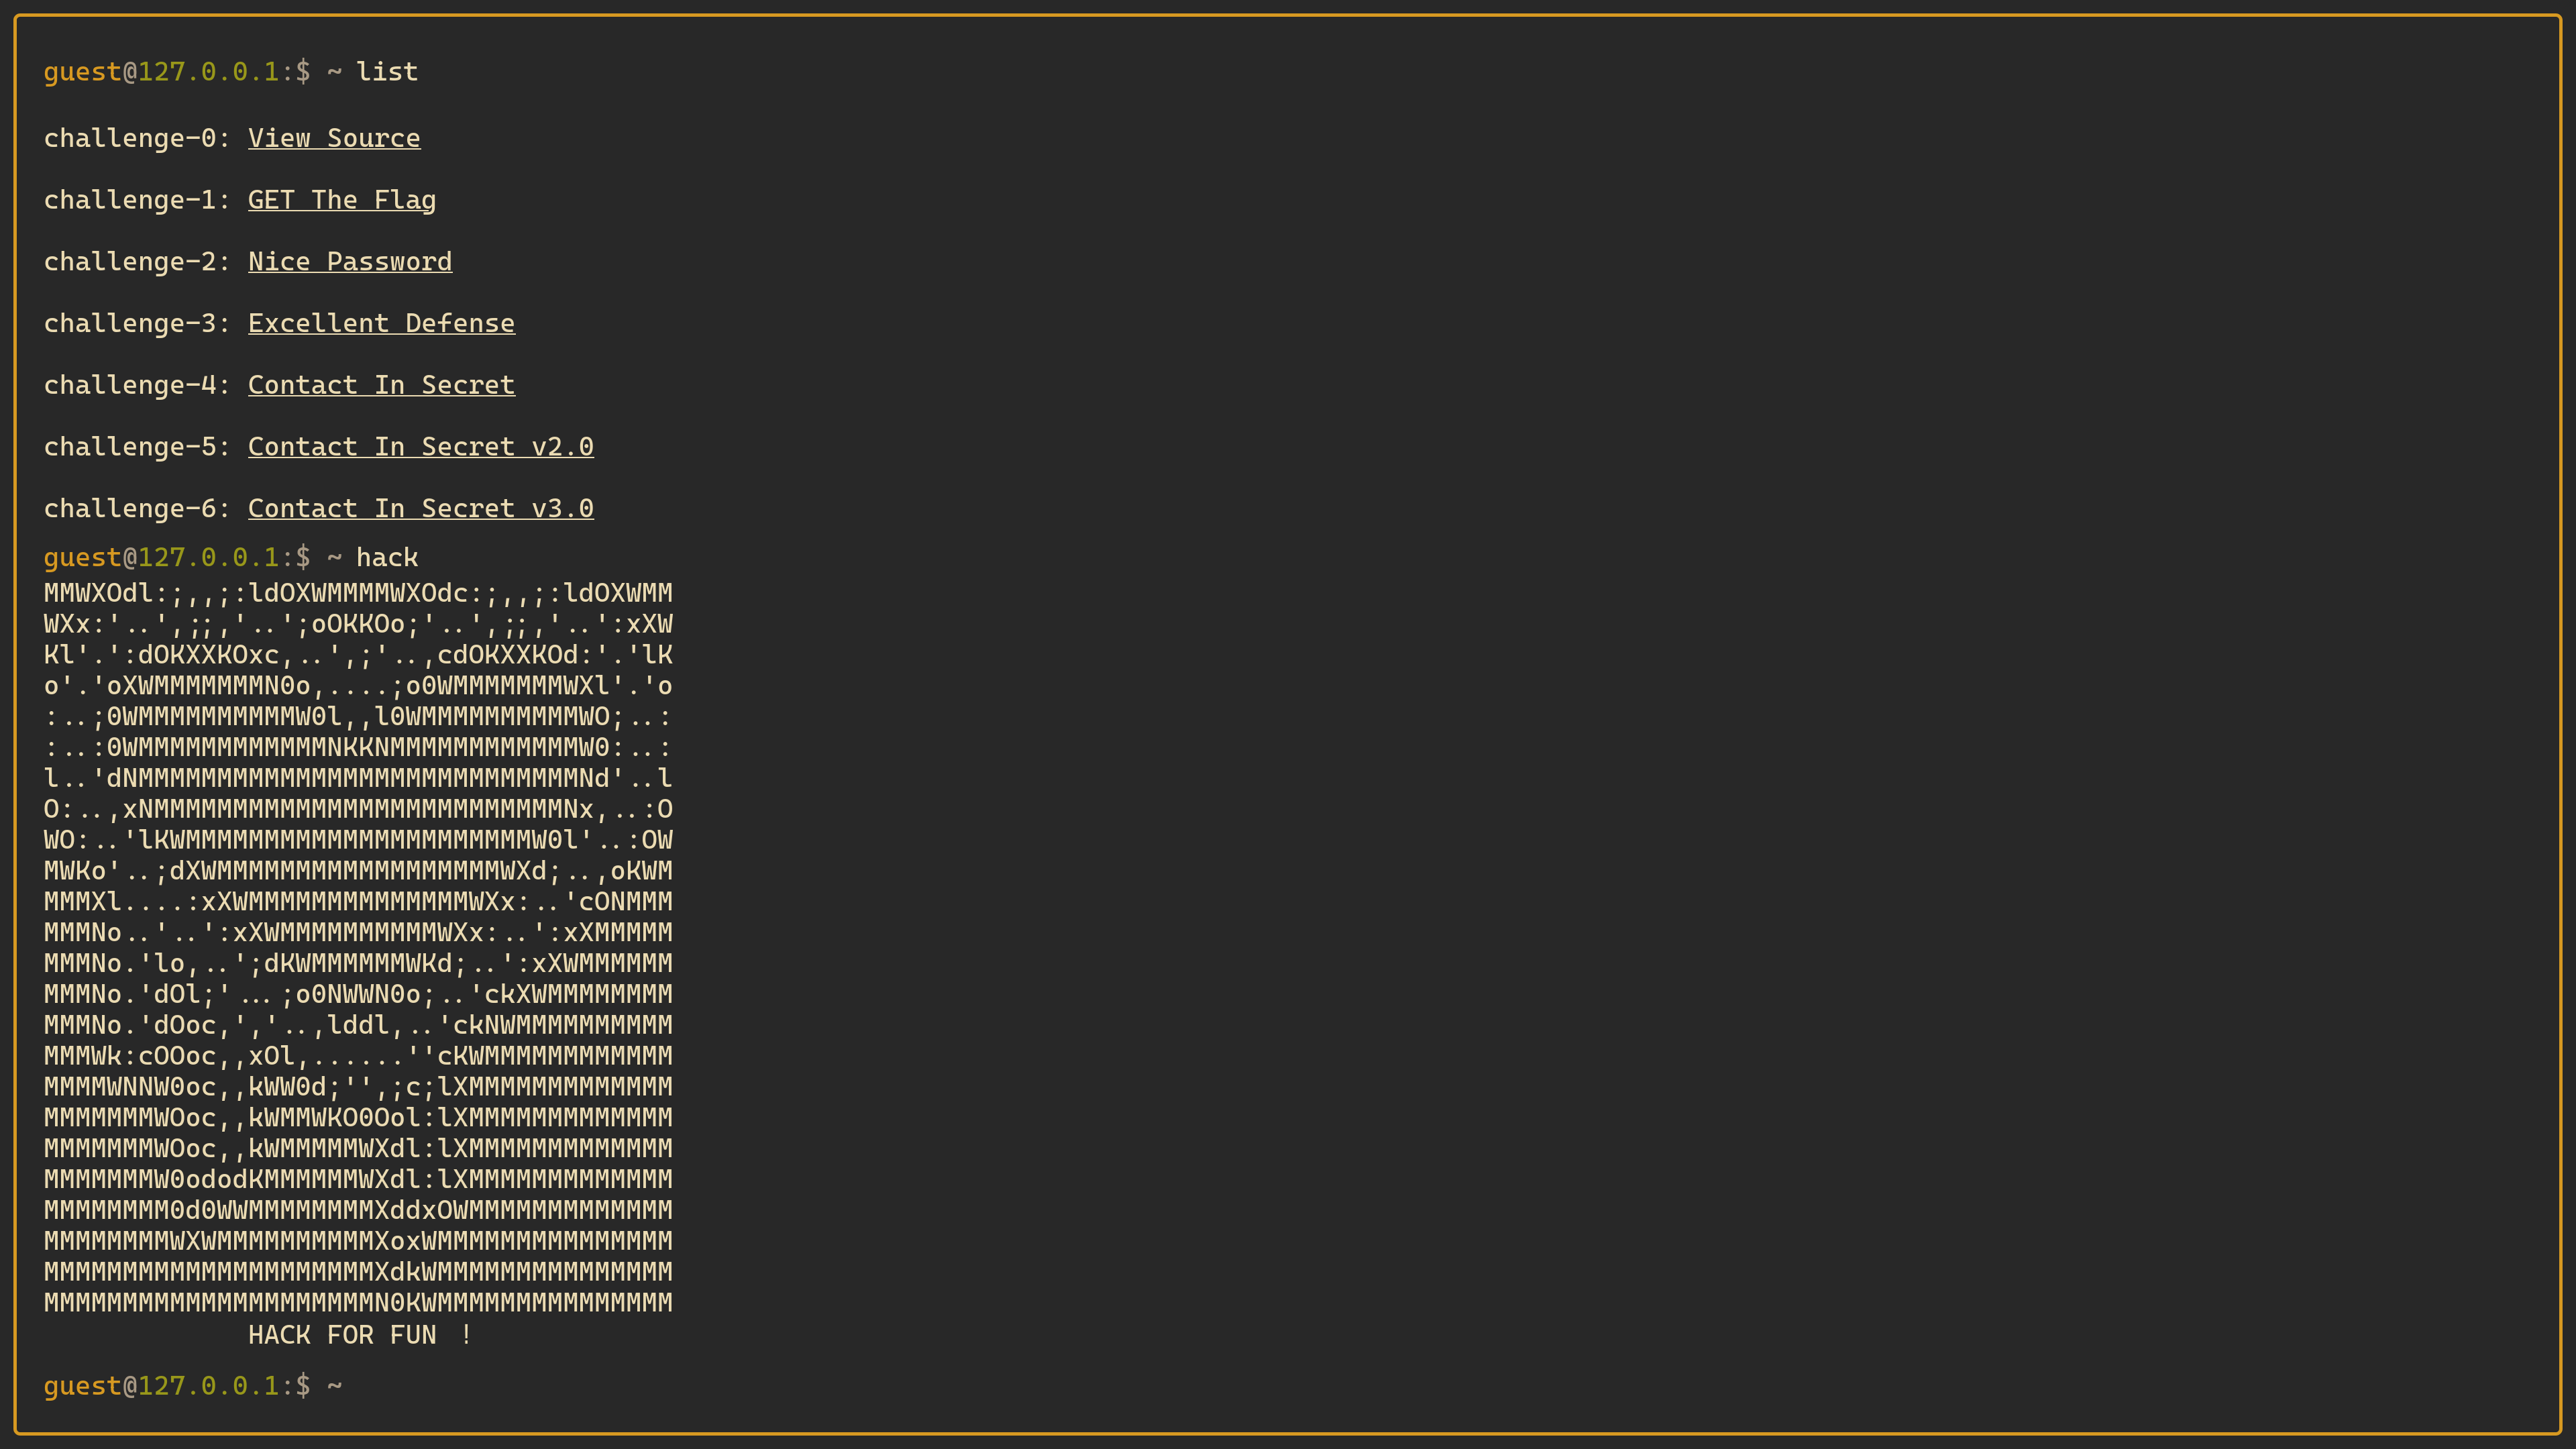 guest@127.0.0.1:$ ~ list
challenge-0: View Source
challenge-1: GET The Flag
challenge-2: Nice Password
challenge-3: Excellent Defense
challenge-4: Contact In Secret
challenge-5: Contact In Secret v2.0
challenge-6: Contact In Secret v3.0
guest@127.0.0.1:$ ~ hack
MMWXOdl:;,,;:ldOXWMMMMWXOdc:;,,;:ldOXWMM
WXx:'..',;;,'..';oOKKOo;'..',;;,'..':xXW
Kl'.':dOKXXKOxc,..',;'..,cdOKXXKOd:'.'lK
o'.'oXWMMMMMMMN0o,....;o0WMMMMMMMWXl'.'o
:..;0WMMMMMMMMMMW0l,,l0WMMMMMMMMMMWO;..:
:..:0WMMMMMMMMMMMMNKKNMMMMMMMMMMMMW0:..:
l..'dNMMMMMMMMMMMMMMMMMMMMMMMMMMMMNd'..l
O:..,xNMMMMMMMMMMMMMMMMMMMMMMMMMMNx,..:O
WO:..'lKWMMMMMMMMMMMMMMMMMMMMMMW0l'..:OW
MWKo'..;dXWMMMMMMMMMMMMMMMMMMWXd;..,oKWM
MMMXl....:xXWMMMMMMMMMMMMMMWXx:..'cONMMM
MMMNo..'..':xXWMMMMMMMMMMWXx:..':xXMMMMM
MMMNo.'lo,..';dKWMMMMMMWKd;..':xXWMMMMMM
MMMNo.'dOl;'...;o0NWWN0o;..'ckXWMMMMMMMM
MMMNo.'dOoc,','..,lddl,..'ckNWMMMMMMMMMM
MMMWk:cOOoc,,xOl,......''cKWMMMMMMMMMMMM
MMMMWNNW0oc,,kWW0d;'',;c;lXMMMMMMMMMMMMM
MMMMMMMWOoc,,kWMMWKO0Ool:lXMMMMMMMMMMMMM
MMMMMMMWOoc,,kWMMMMMWXdl:lXMMMMMMMMMMMMM
MMMMMMMW0ododKMMMMMMWXdl:lXMMMMMMMMMMMMM
MMMMMMMM0d0WWMMMMMMMMXddxOWMMMMMMMMMMMMM
MMMMMMMMWXWMMMMMMMMMMXoxWMMMMMMMMMMMMMMM
MMMMMMMMMMMMMMMMMMMMMXdkWMMMMMMMMMMMMMMM
MMMMMMMMMMMMMMMMMMMMMN0KWMMMMMMMMMMMMMMM
HACK FOR FUN !
guest@127.0.0.1:$ ~